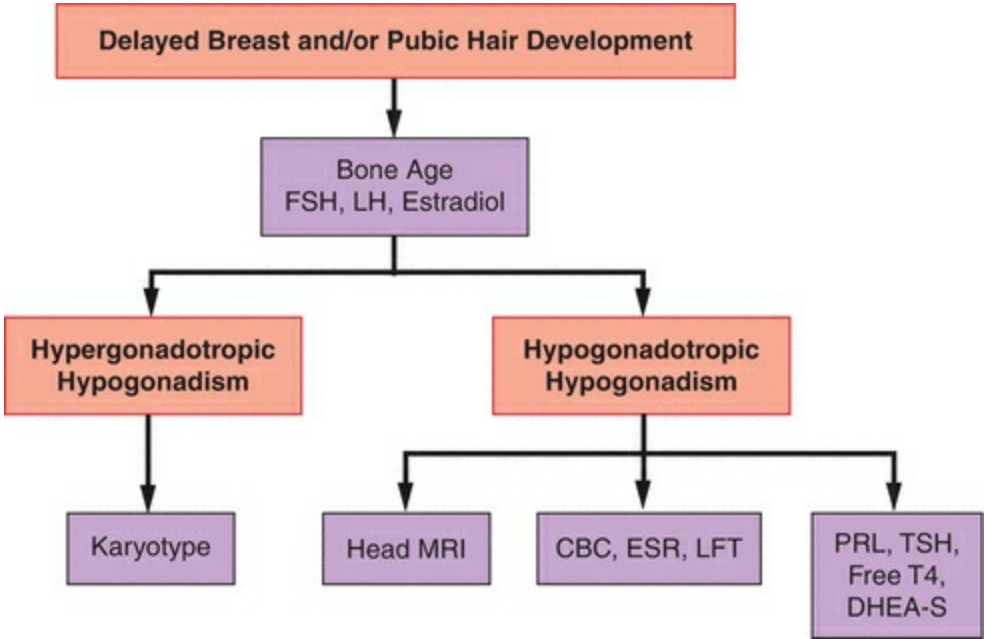 Delayed Breast and/or Pubic Hair Development
Bone Age
FSH, LH, Estradiol
Hypergonadotropic
Hypogonadism
Hypogonadotropic
Hypogonadism
Karyotype
Head MRI
CBC, ESR, LFT
PRL, TSH,
Free T4,
DHEA-S